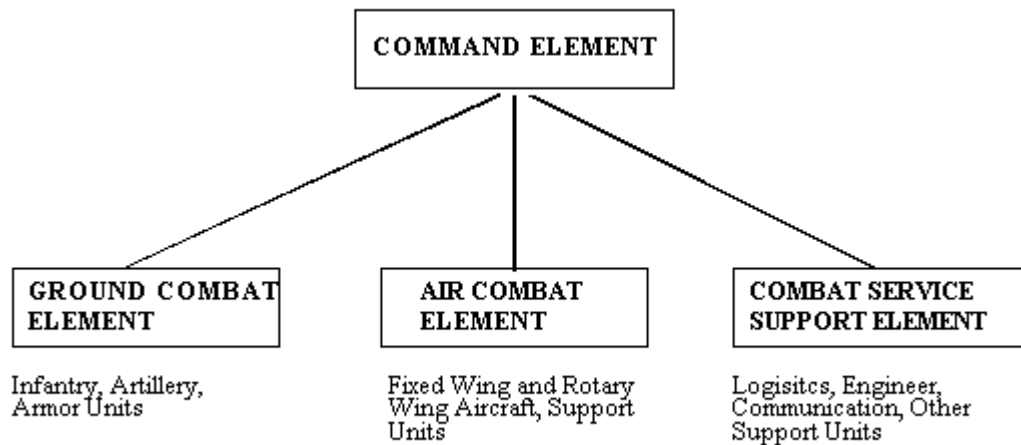 COMMAND ELEMENT
GROUND COMBAT
ELEMENT
Infantry, Artillery,
Armor Units
AIR COMBAT
ELEMENT
Fixed Wing and Rotary
Wing Aircraft, Support
Units
COMBAT SERVICE
SUPPORT ELEMENT
Logisitcs, Engineer,
Communication, Other
Support Units